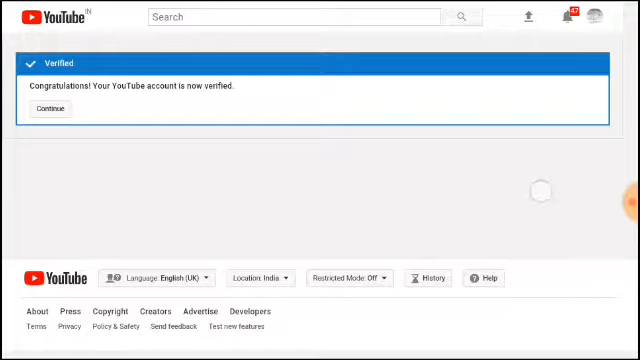 YouTube IN
Search
47
Verified
Congratulations! Your YouTube account is now verified.
Continue
YouTube
Language: English (UK)
Location: India
Restricted Mode: Off
History
Help
About Press Copyright Creators Advertise Developers
Terms Privacy Policy & Safety Send feedback Test new features